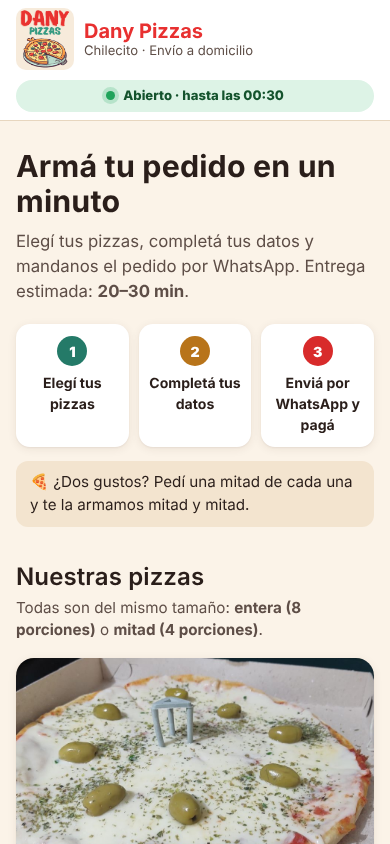 DANY
PIZZAS
Dany Pizzas
Chilecito · Envío a domicilio
Abierto · hasta las 00:30
Armá tu pedido en un
minuto
Elegí tus pizzas, completá tus datos y
mandanos el pedido por WhatsApp. Entrega
estimada: 20–30 min.
1
Elegí tus
pizzas
2
Completá tus
datos
3
Enviá por
WhatsApp y
pagá
🍕 ¿Dos gustos? Pedí una mitad de cada una
y te la armamos mitad y mitad.
Nuestras pizzas
Todas son del mismo tamaño: entera (8
porciones) o mitad (4 porciones).